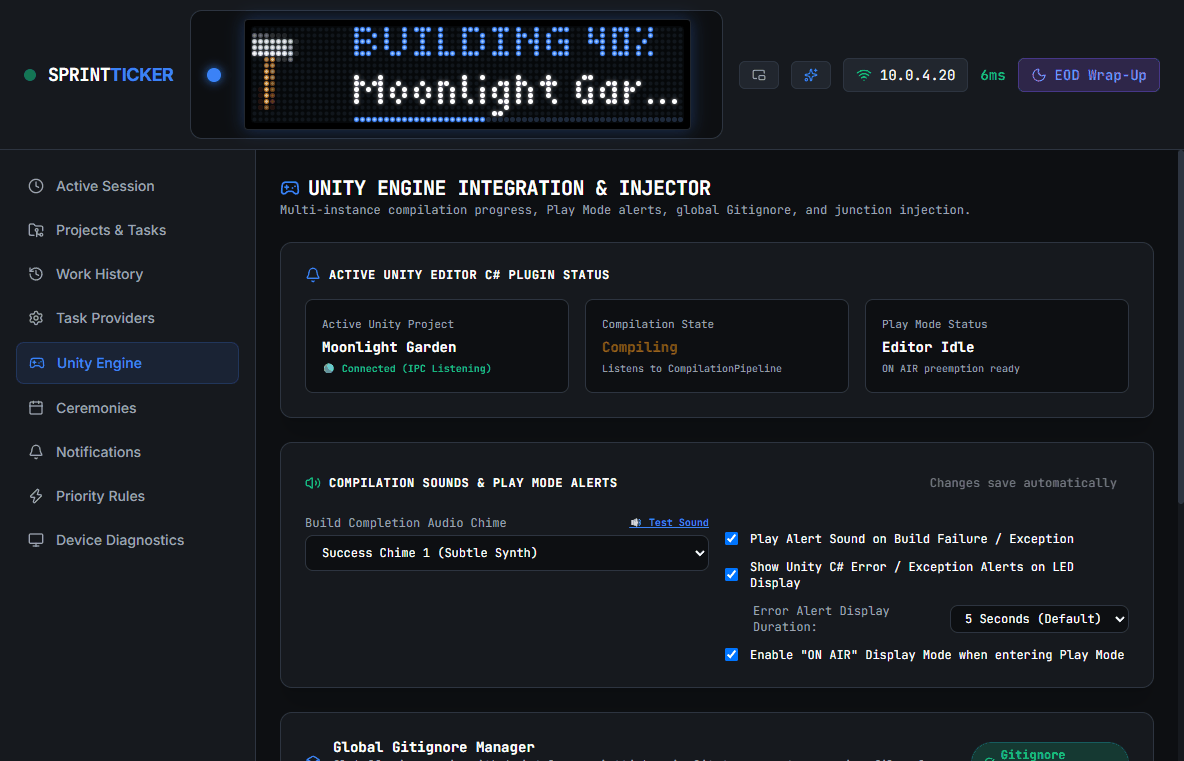 SPRINTTICKER
BUILDING 40%
Moonlight Gar...
10.0.4.20
6ms
EOD Wrap-Up
Active Session
Projects & Tasks
Work History
Task Providers
Unity Engine
Ceremonies
Notifications
Priority Rules
Device Diagnostics
UNITY ENGINE INTEGRATION & INJECTOR
Multi-instance compilation progress, Play Mode alerts, global Gitignore, and junction injection.
ACTIVE UNITY EDITOR C# PLUGIN STATUS
Active Unity Project
Moonlight Garden
Connected (IPC Listening)
Compilation State
Compiling
Listens to CompilationPipeline
Play Mode Status
Editor Idle
ON AIR preemption ready
COMPILATION SOUNDS & PLAY MODE ALERTS
Changes save automatically
Build Completion Audio Chime
Test Sound
Success Chime 1 (Subtle Synth)
Play Alert Sound on Build Failure / Exception
Show Unity C# Error / Exception Alerts on LED
Display
Error Alert Display
Duration:
5 Seconds (Default)
Enable "ON AIR" Display Mode when entering Play Mode
Global Gitignore Manager
Gitignore